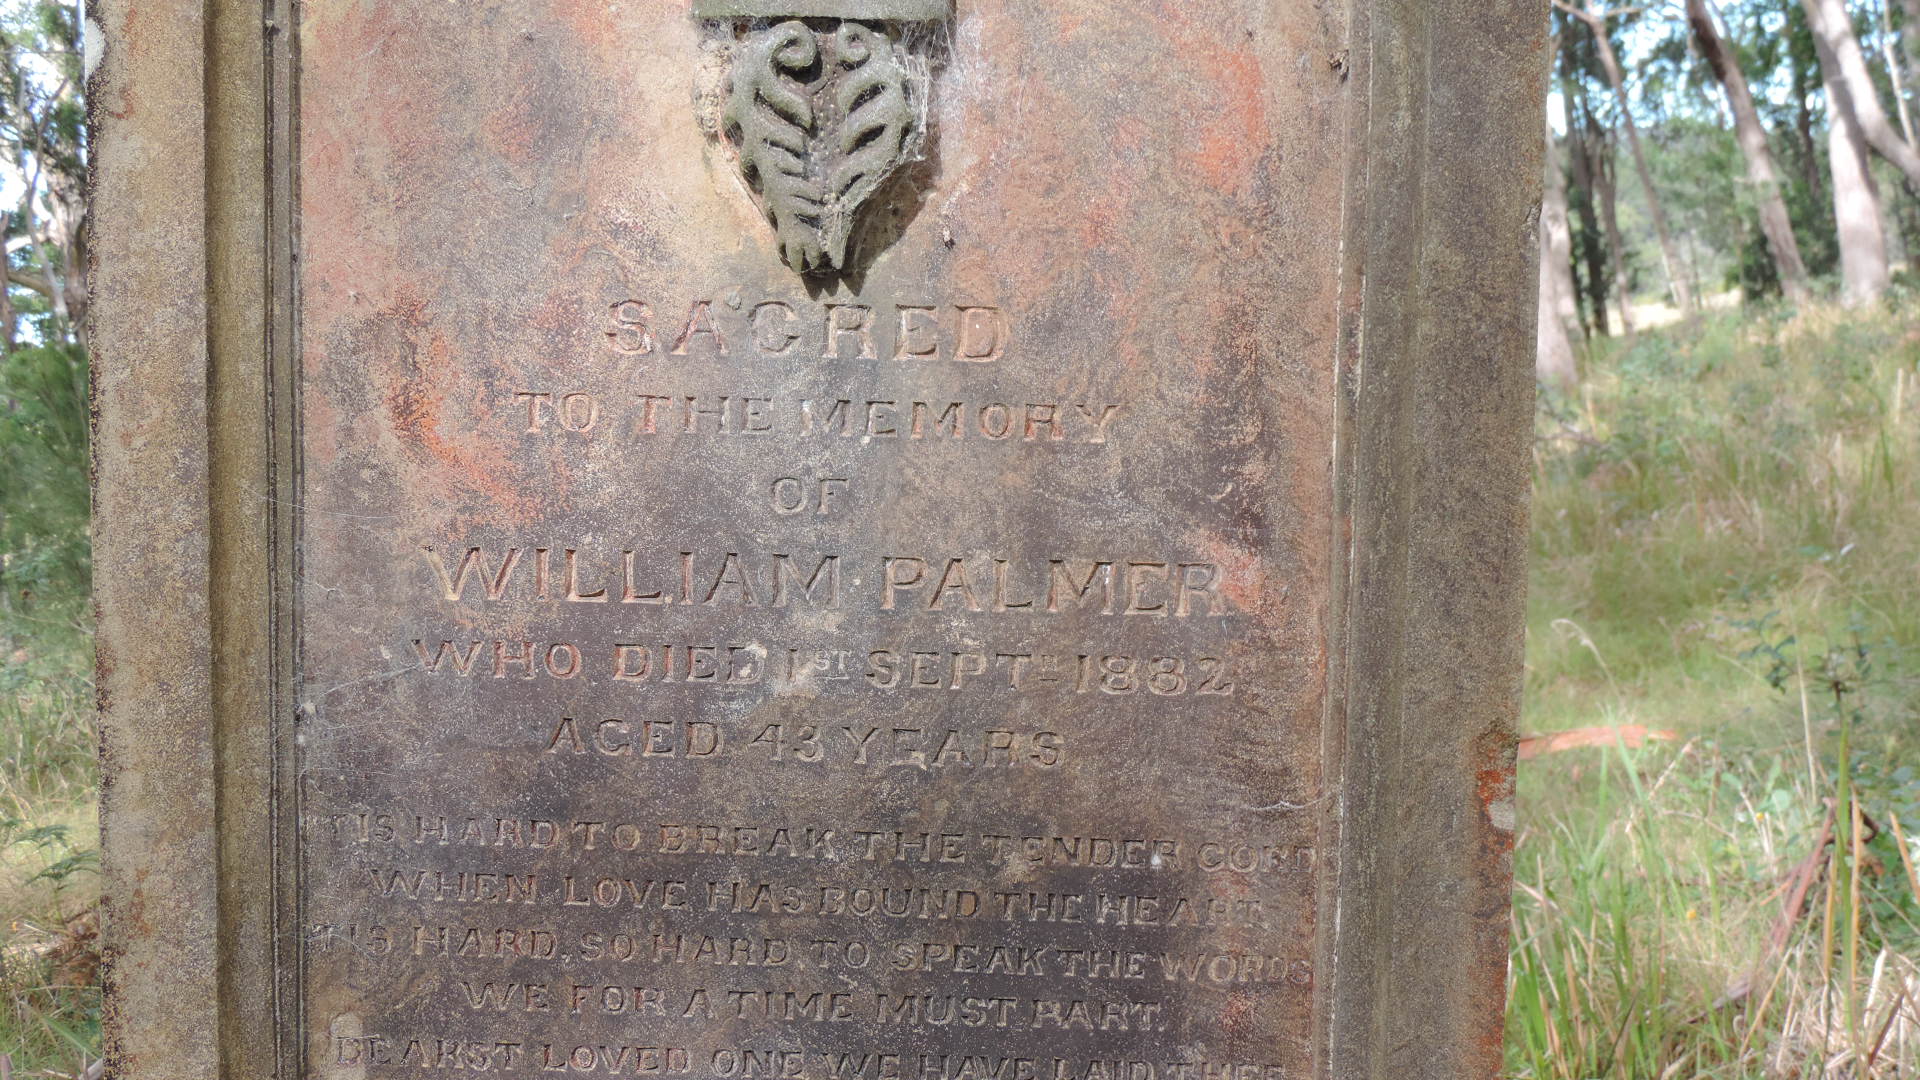 SACRED
TO THE MEMORY
OF
WILLIAM PALMER
WHO DIED 1ST SEPTR 1882
AGED 43 YEARS
'TIS HARD TO BREAK THE TENDER CORD
WHEN LOVE HAS BOUND THE HEART,
'TIS HARD, SO HARD, TO SPEAK THE WORDS
WE FOR A TIME MUST PART.
DEARST LOVED ONE WE HAVE LAID THEE